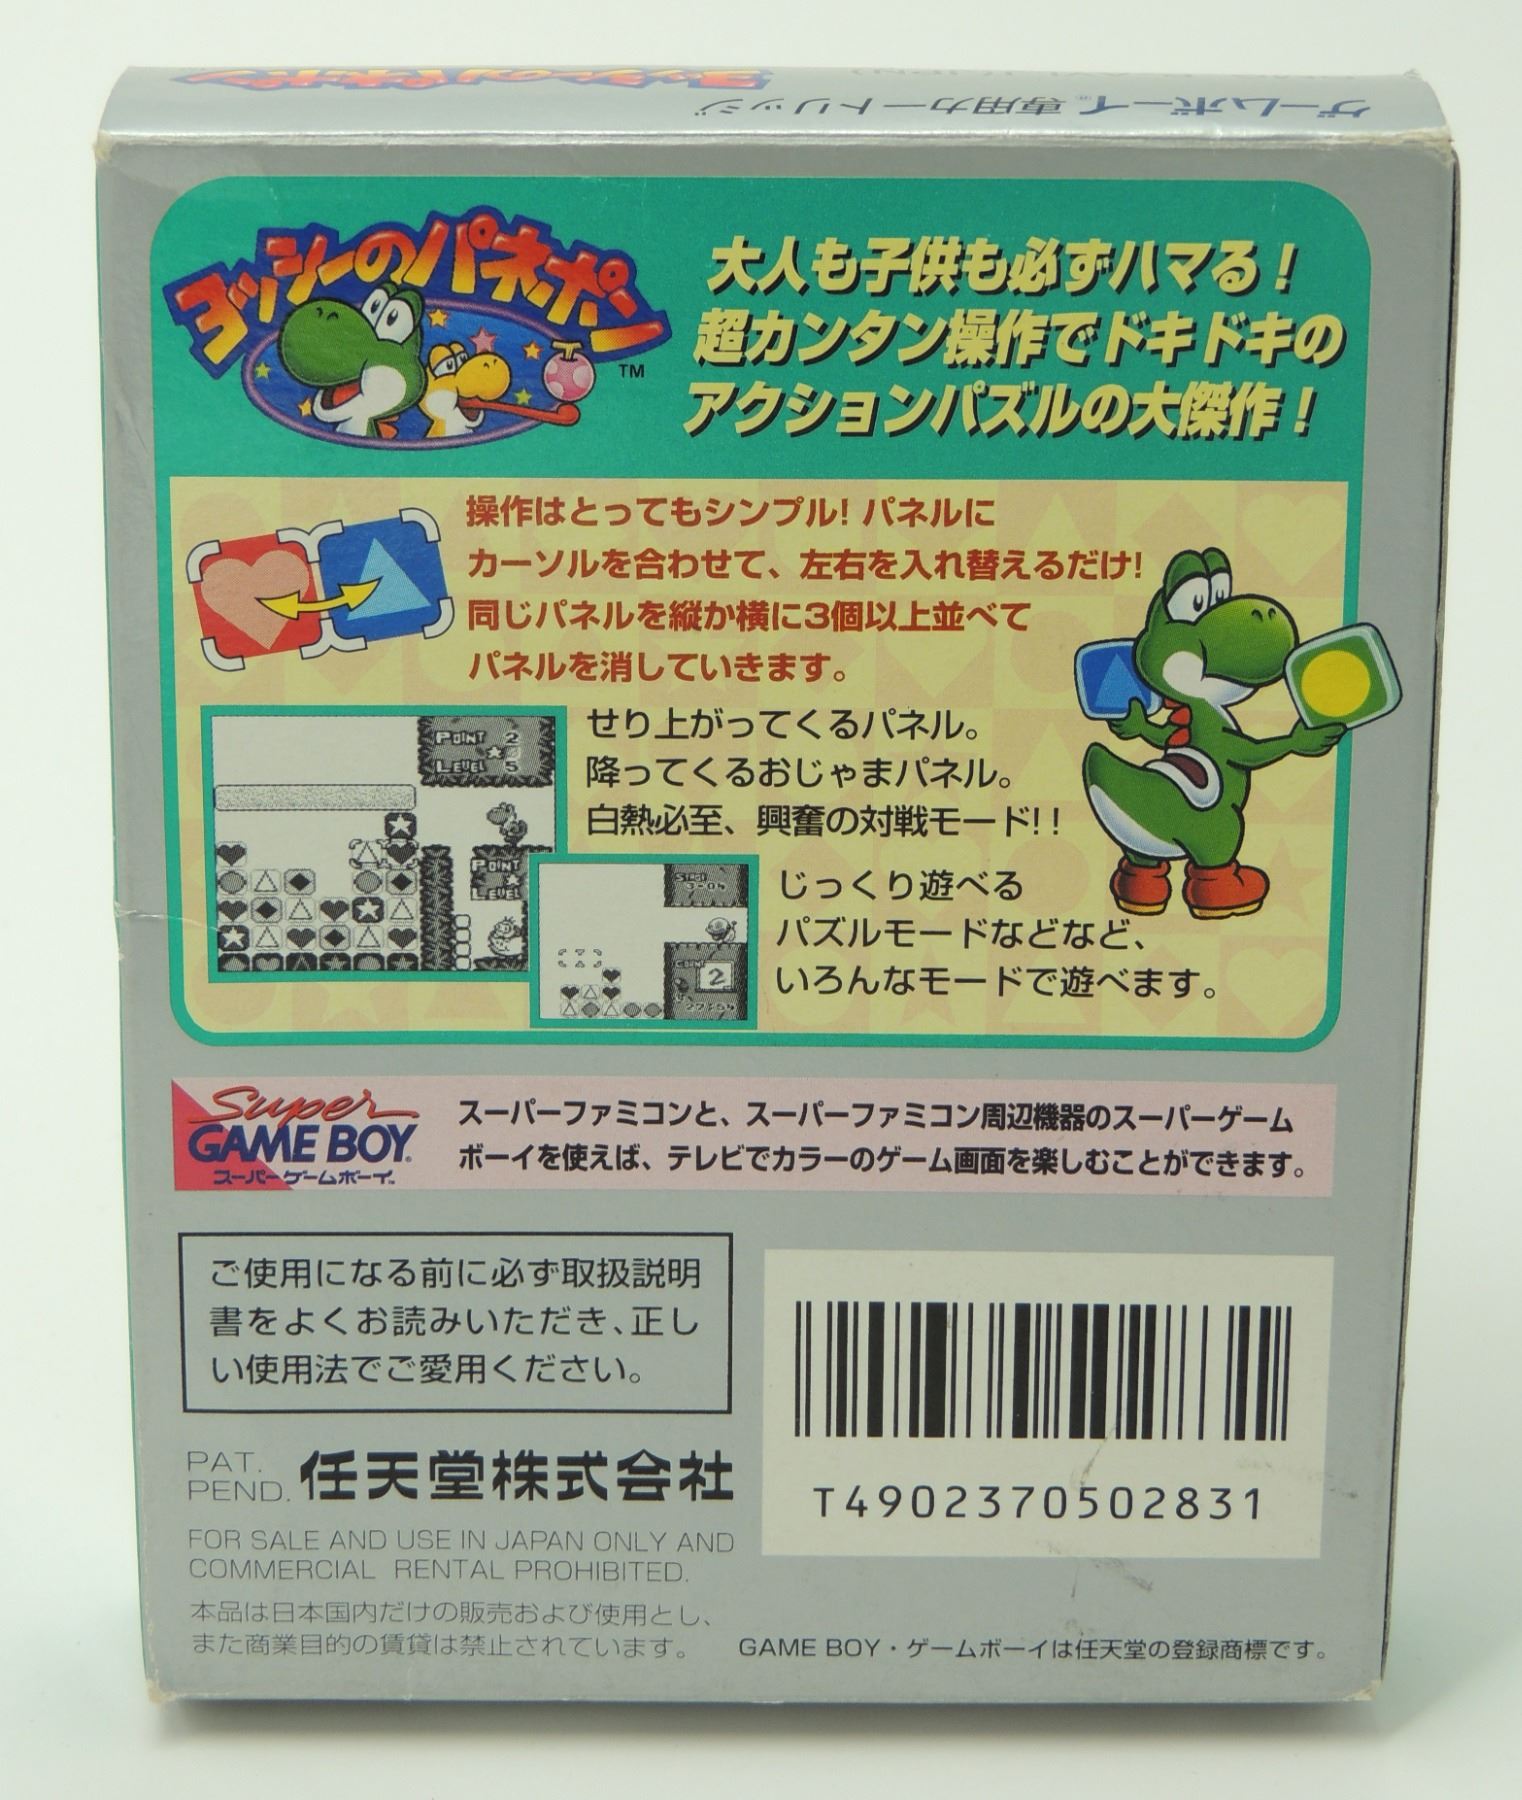 ゲームボーイ®専用カートリッジ
ヨッシーのパネポン
ヨッシーのパネポン
TM
大人も子供も必ずハマる!
超カンタン操作でドキドキの
アクションパズルの大傑作!
操作はとってもシンプル!パネルに
カーソルを合わせて、左右を入れ替えるだけ!
同じパネルを縦か横に3個以上並べて
パネルを消していきます。
せり上がってくるパネル。
降ってくるおじゃまパネル。
白熱必至、興奮の対戦モード!!
POINT 2
LEVEL 5
POINT
LEVEL
3-04
2
じっくり遊べる
パズルモードなどなど、
いろんなモードで遊べます。
Super
GAME BOY®
スーパーゲームボーイ
スーパーファミコンと、スーパーファミコン周辺機器のスーパーゲーム
ボーイを使えば、テレビでカラーのゲーム画面を楽しむことができます。
ご使用になる前に必ず取扱説明
書をよくお読みいただき、正し
い使用法でご愛用ください。
PAT.
PEND.
任天堂株式会社
FOR SALE AND USE IN JAPAN ONLY AND
COMMERCIAL RENTAL PROHIBITED.
本品は日本国内だけの販売および使用とし、
また商業目的の賃貸は禁止されています。
T4902370502831
GAME BOY・ゲームボーイは任天堂の登録商標です。